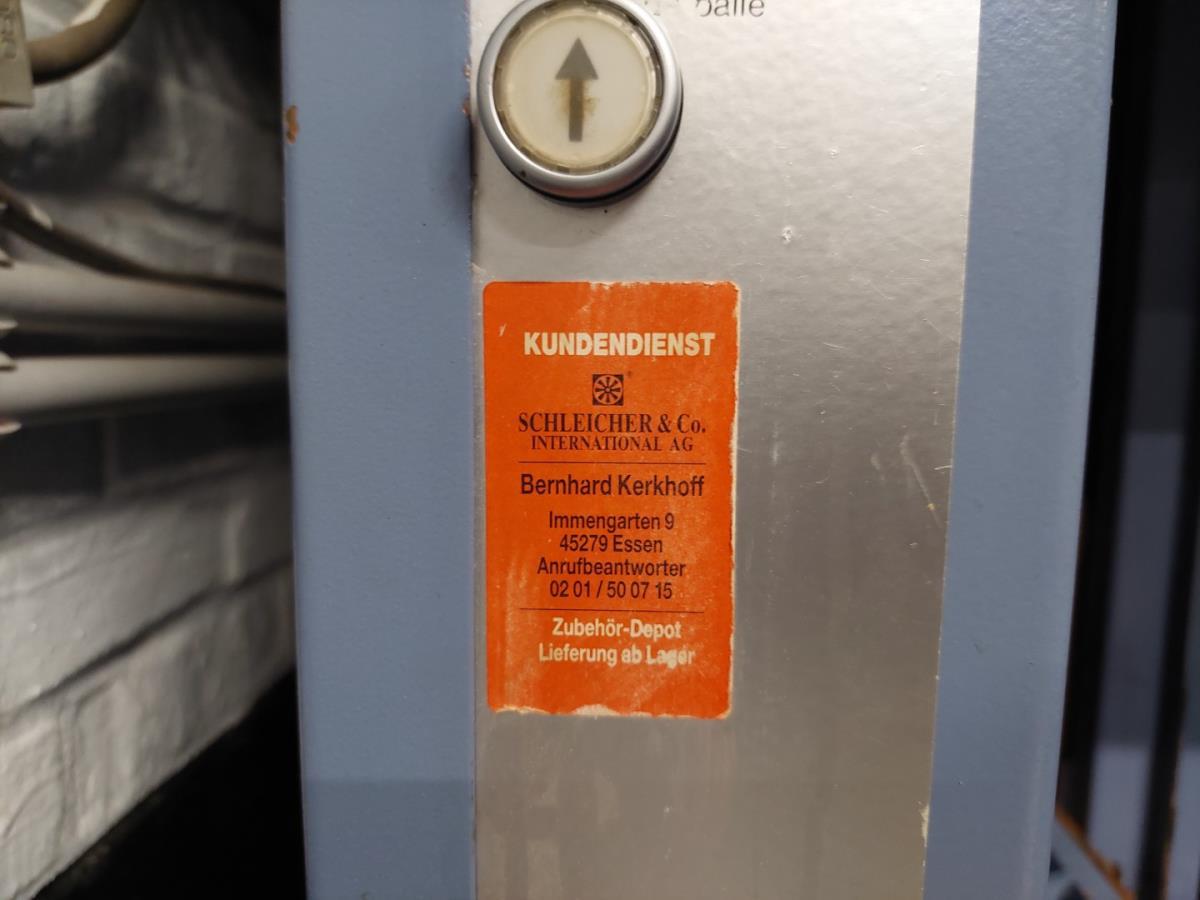 KUNDENDIENST
SCHLEICHER & Co.
INTERNATIONAL AG
Bernhard Kerkhoff
Immengarten 9
45279 Essen
Anrufbeantworter
02 01 / 50 07 15
Zubehör-Depot
Lieferung ab Lager